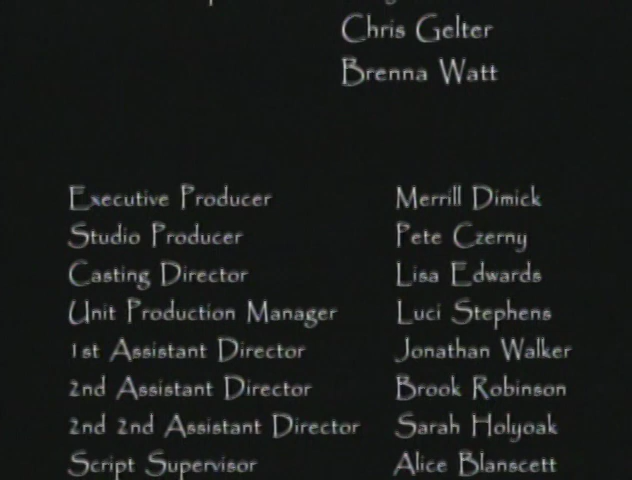 Chris Gelter
Brenna Watt
Executive Producer Merrill Dimick
Studio Producer Pete Czerny
Casting Director Lisa Edwards
Unit Production Manager Luci Stephens
1st Assistant Director Jonathan Walker
2nd Assistant Director Brook Robinson
2nd 2nd Assistant Director Sarah Holyoak
Script Supervisor Alice Blanscett